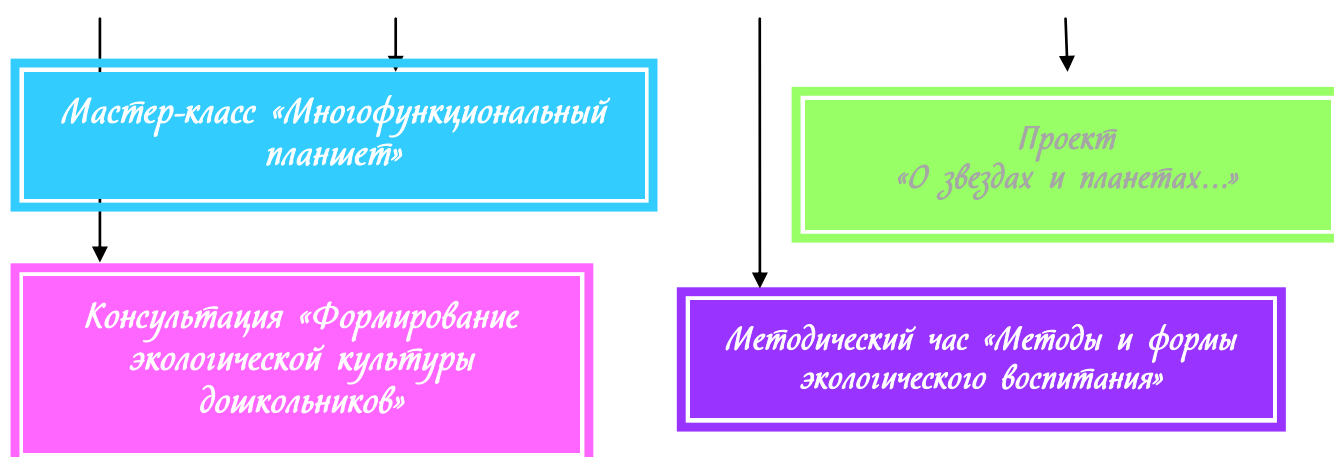 Мастер-класс «Многофункциональный
планшет»
Проект
«О звездах и планетах...»
Консультация «Формирование
экологической культуры
дошкольников»
Методический час «Методы и формы
экологического воспитания»